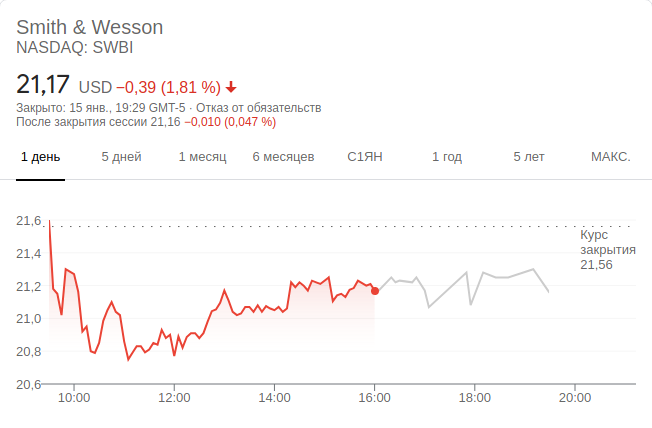 Smith & Wesson
NASDAQ: SWBI
21,17 USD −0,39 (1,81 %)
Закрыто: 15 янв., 19:29 GMT-5 · Отказ от обязательств
После закрытия сессии 21,16 −0,010 (0,047 %)
1 день 5 дней 1 месяц 6 месяцев С1ЯН 1 год 5 лет МАКС.
21,6
Курс
закрытия
21,56
21,4
21,2
21,0
20,8
20,6
10:00 12:00 14:00 16:00 18:00 20:00